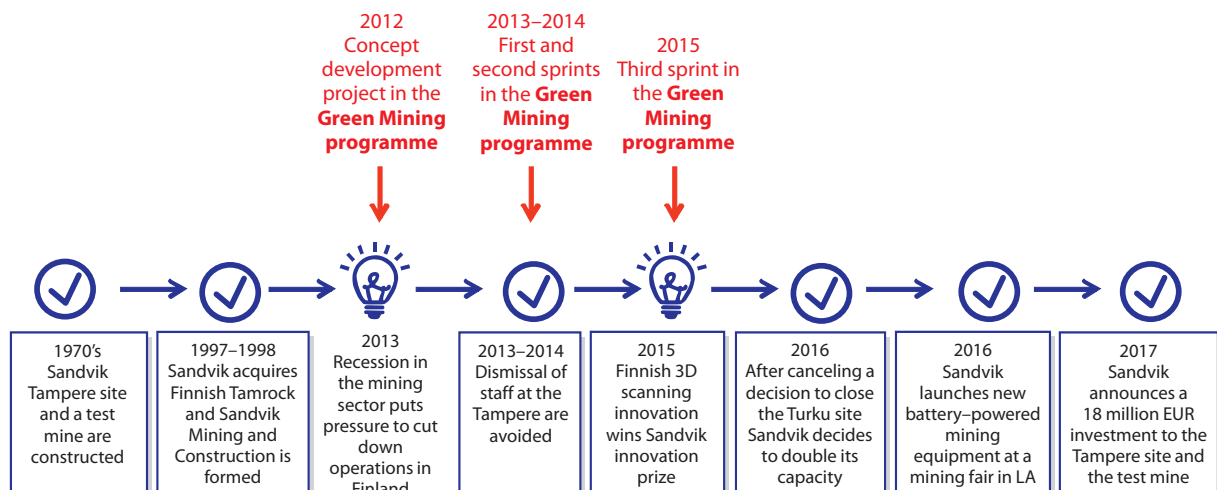 2012
Concept
development
project in the
Green Mining
programme
2013–2014
First and
second sprints
in the Green
Mining
programme
2015
Third sprint in
the Green
Mining
programme
1970's
Sandvik
Tampere site
and a test
mine are
constructed
1997–1998
Sandvik acquires
Finnish Tamrock
and Sandvik
Mining and
Construction is
formed
2013
Recession in
the mining
sector puts
pressure to cut
down
operations in
Finland
2013–2014
Dismissal of
staff at the
Tampere are
avoided
2015
Finnish 3D
scanning
innovation
wins Sandvik
innovation
prize
2016
After canceling a
decision to close
the Turku site
Sandvik decides
to double its
capacity
2016
Sandvik
launches new
battery–powered
mining
equipment at a
mining fair in LA
2017
Sandvik
announces a
18 million EUR
investment to the
Tampere site and
the test mine